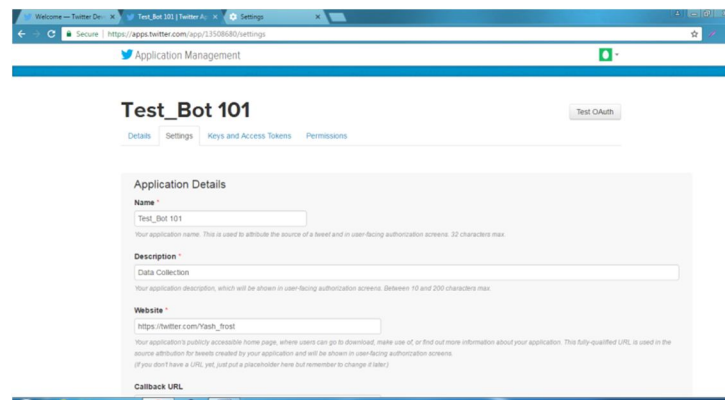 Welcome — Twitter Dev
Test_Bot 101 | Twitter Ap
Settings
Secure | https://apps.twitter.com/app/13508680/settings
Application Management
Test_Bot 101
Test OAuth
Details Settings Keys and Access Tokens Permissions
Application Details
Name *
Test_Bot 101
Your application name. This is used to attribute the source of a tweet and in user-facing authorization screens. 32 characters max.
Description *
Data Collection
Your application description, which will be shown in user-facing authorization screens. Between 10 and 200 characters max.
Website *
https://twitter.com/Yash_frost
Your application's publicly accessible home page, where users can go to download, make use of, or find out more information about your application. This fully-qualified URL is used in the
source attribution for tweets created by your application and will be shown in user-facing authorization screens.
(If you don't have a URL yet, just put a placeholder here but remember to change it later.)
Callback URL